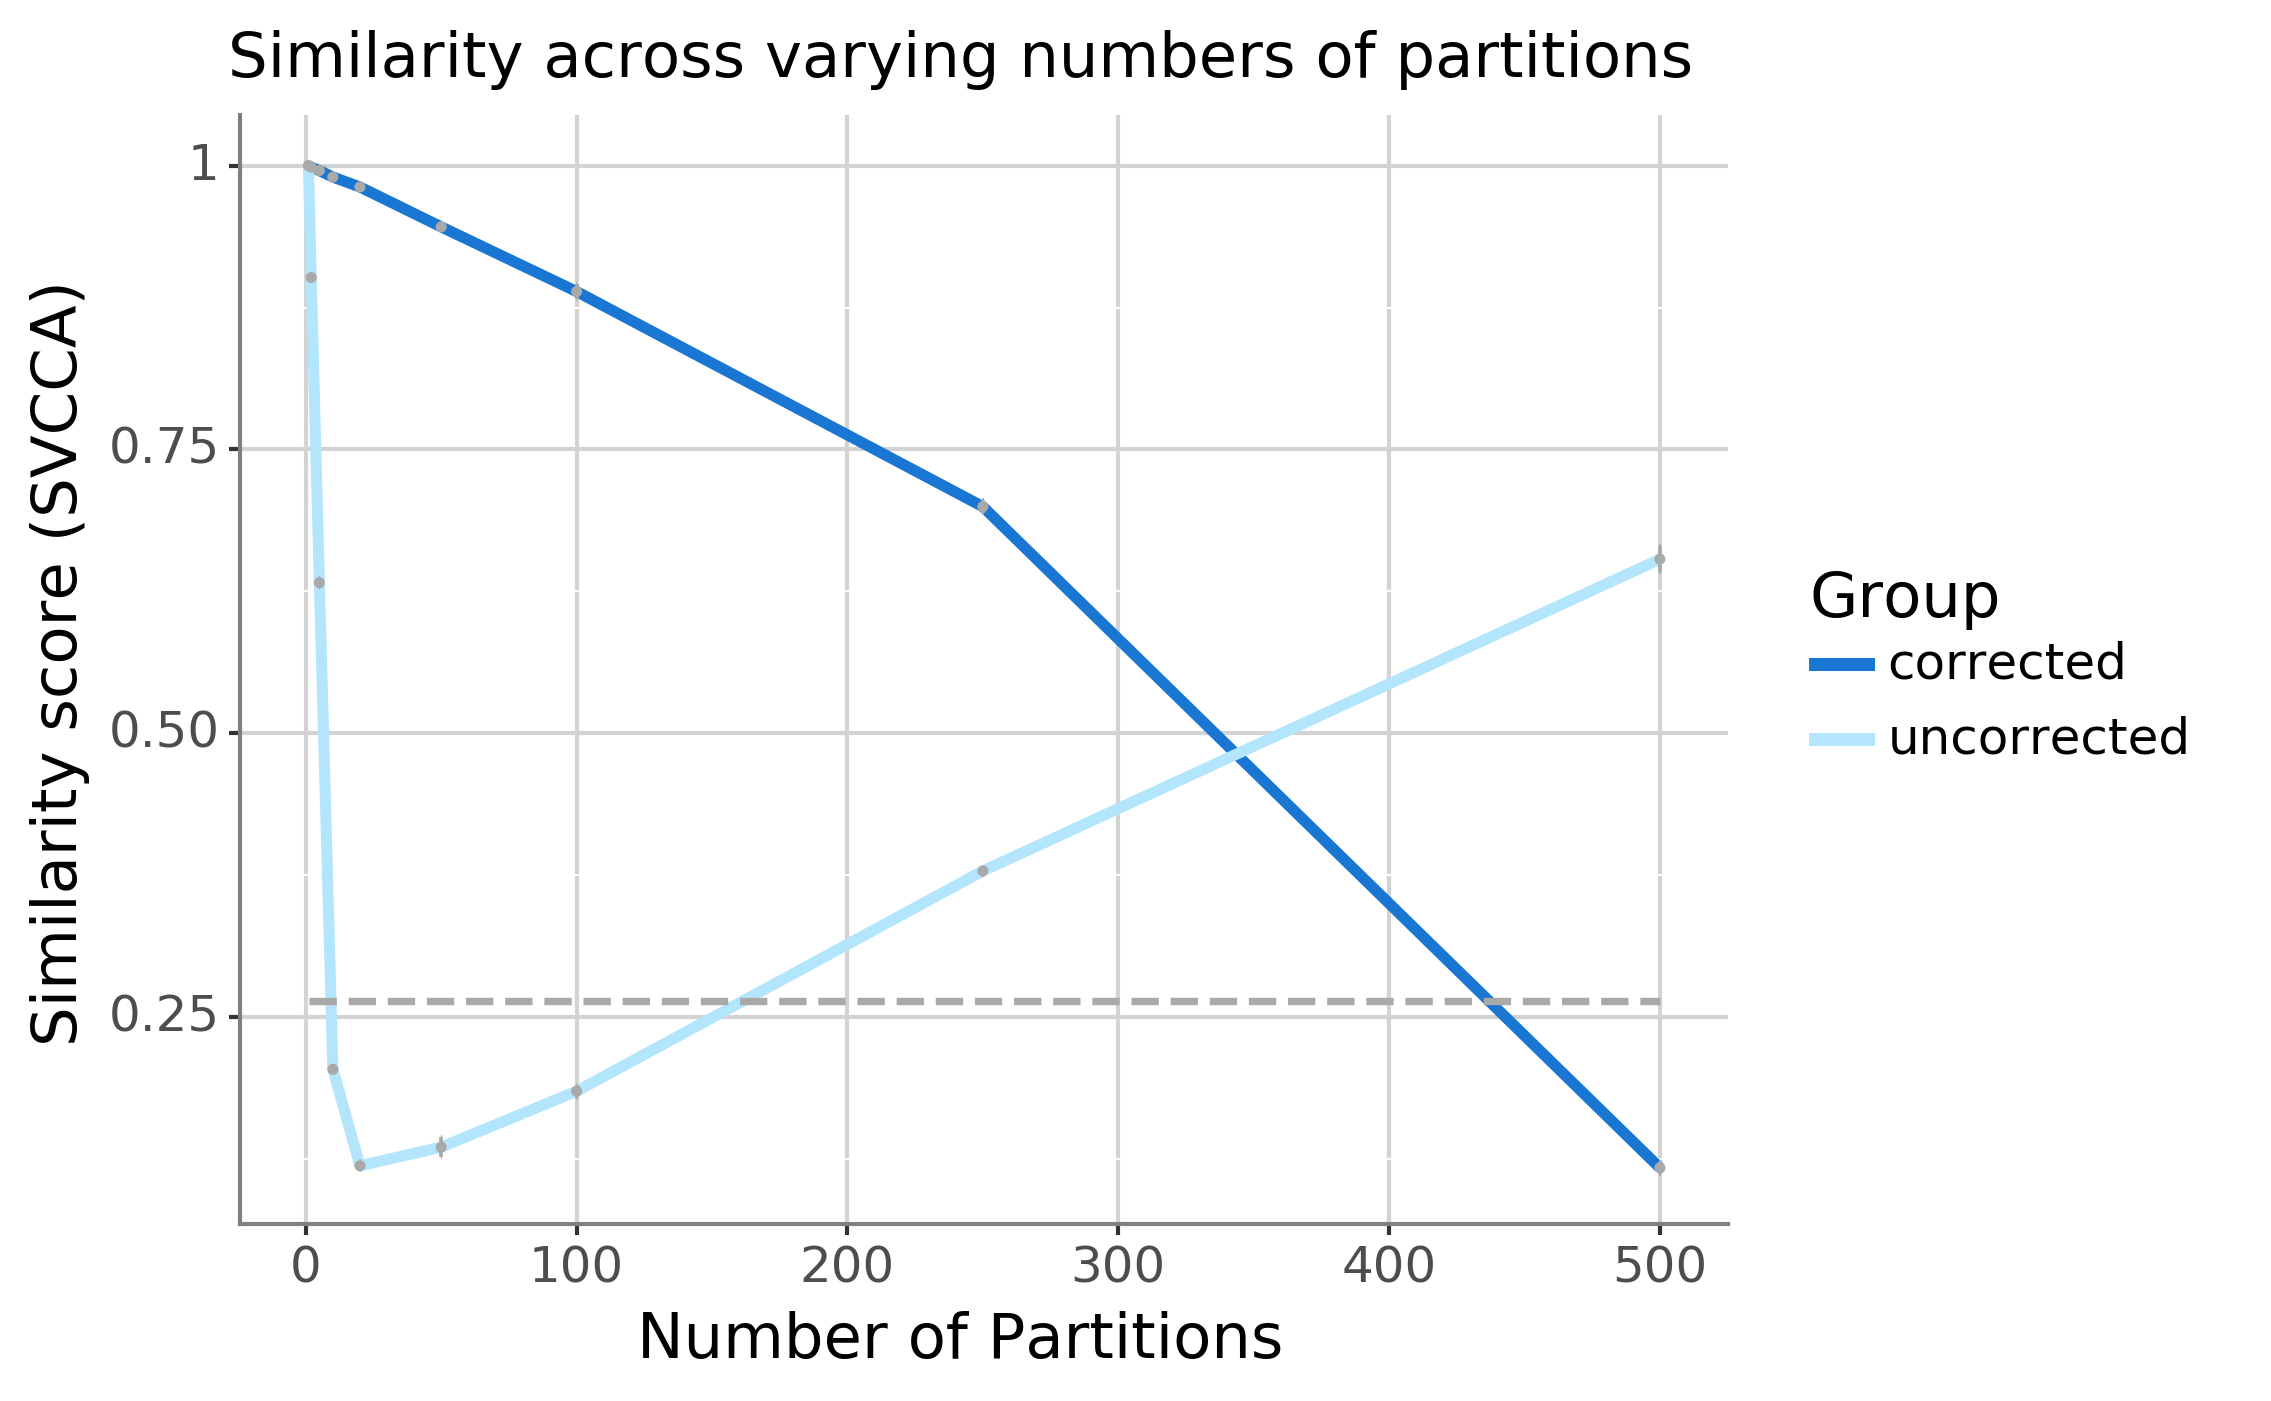 Similarity across varying numbers of partitions
Similarity score (SVCCA)
1
0.75
0.50
0.25
0
100
200
300
400
500
Number of Partitions
Group
corrected
uncorrected